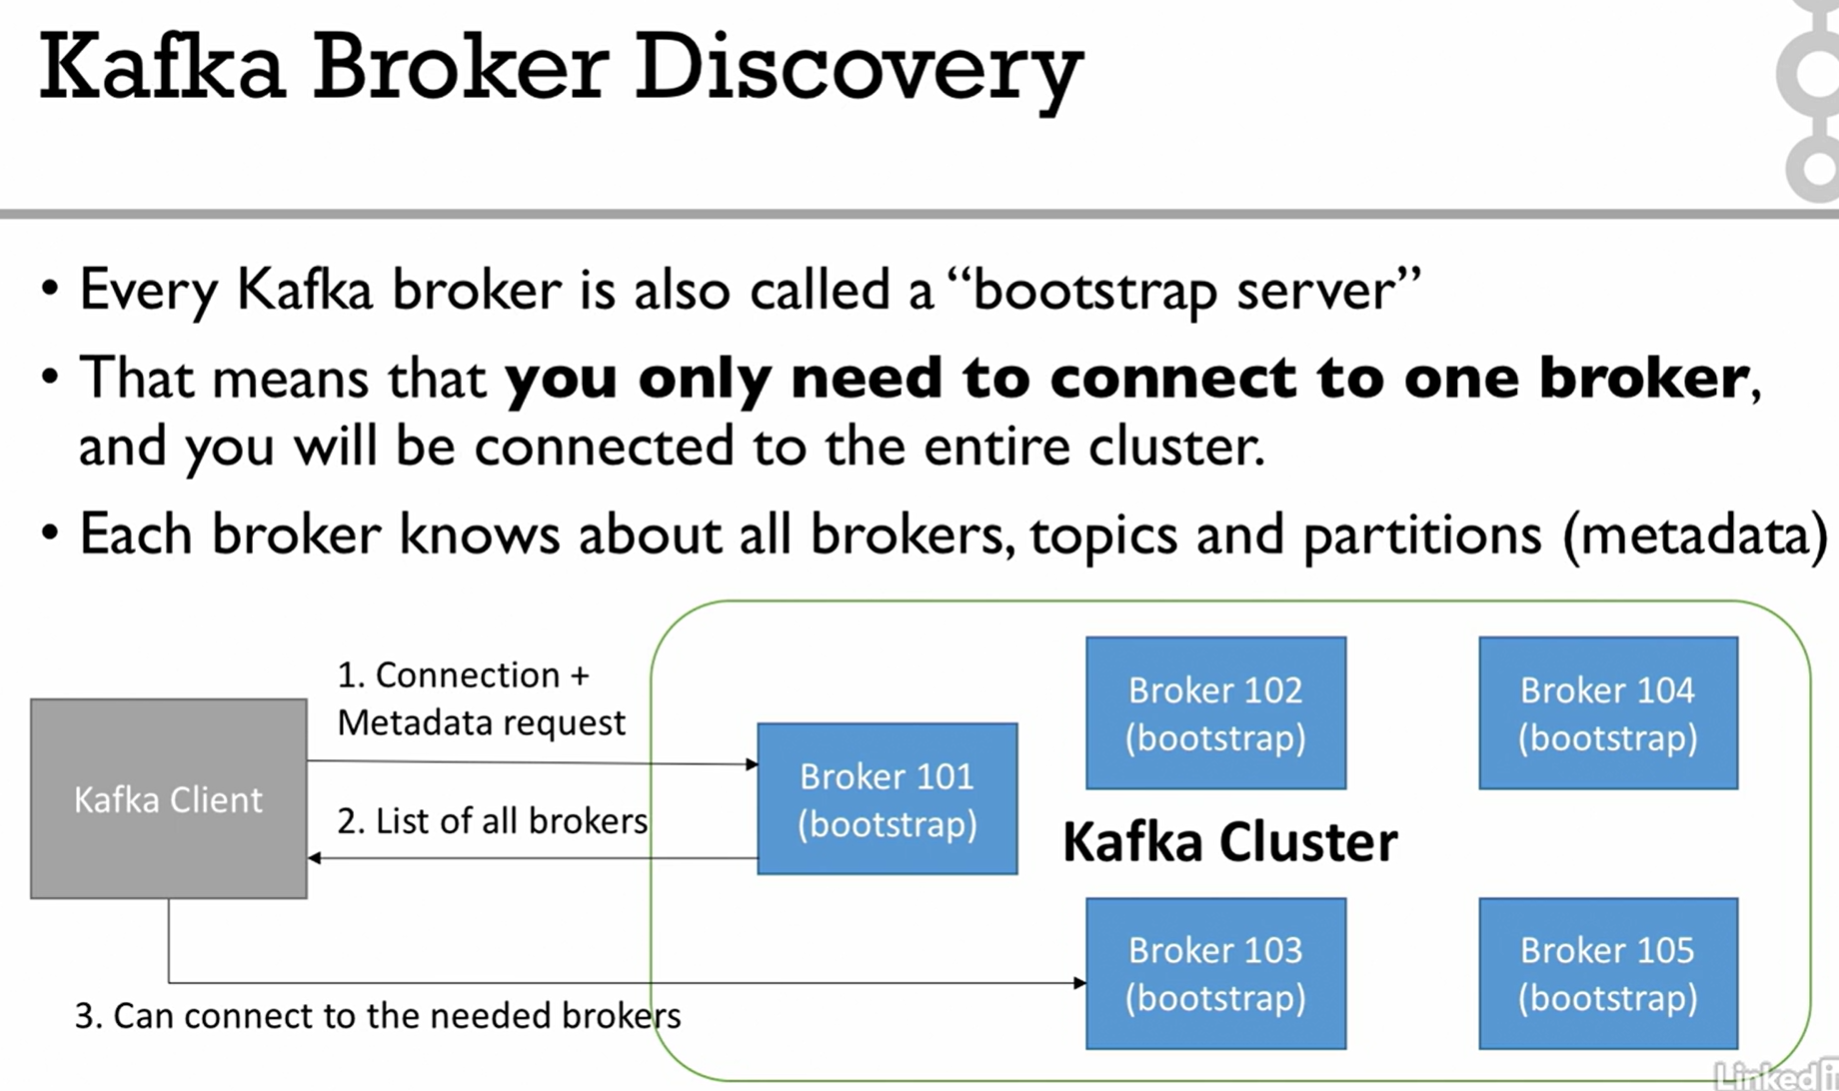 Kafka Broker Discovery
• Every Kafka broker is also called a “bootstrap server”
• That means that you only need to connect to one broker,
and you will be connected to the entire cluster.
• Each broker knows about all brokers, topics and partitions (metadata)
1. Connection +
Metadata request
Kafka Client
2. List of all brokers
3. Can connect to the needed brokers
Broker 101
(bootstrap)
Broker 102
(bootstrap)
Broker 104
(bootstrap)
Kafka Cluster
Broker 103
(bootstrap)
Broker 105
(bootstrap)